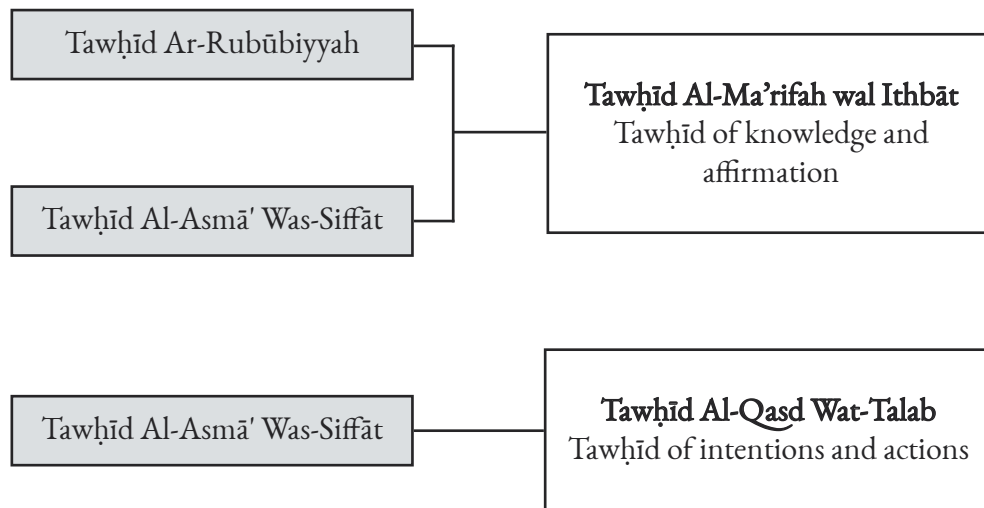 Tawḥīd Ar-Rubūbiyyah
Tawḥīd Al-Ma’rifah wal Ithbāt
Tawḥīd of knowledge and
affirmation
Tawḥīd Al-Asmā' Was-Siffāt
Tawḥīd Al-Asmā' Was-Siffāt
Tawḥīd Al-Qasd Wat-Talab
Tawḥīd of intentions and actions